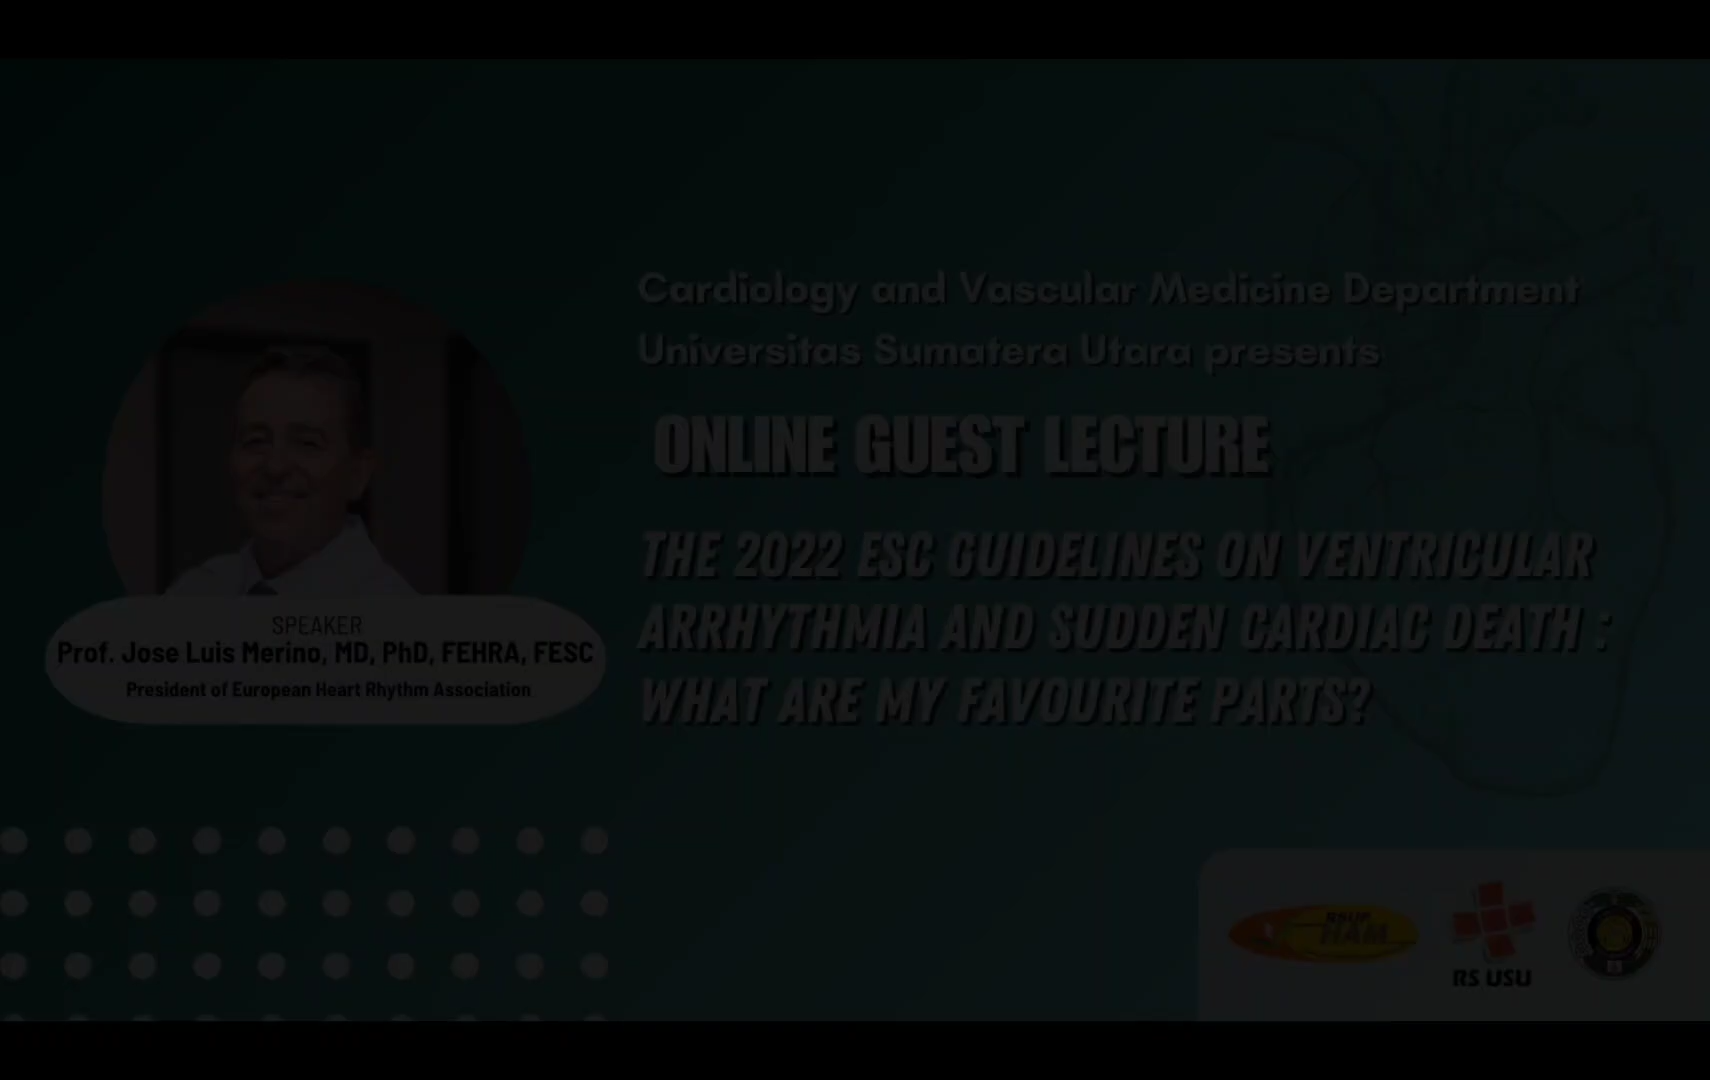 Cardiology and Vascular Medicine Department
Universitas Sumatera Utara presents
ONLINE GUEST LECTURE
THE 2022 ESC GUIDELINES ON VENTRICULAR
ARRHYTHMIA AND SUDDEN CARDIAC DEATH :
WHAT ARE MY FAVOURITE PARTS?
SPEAKER
Prof. Jose Luis Merino, MD, PhD, FEHRA, FESC
President of European Heart Rhythm Association
RSUP
HAM
RS USU